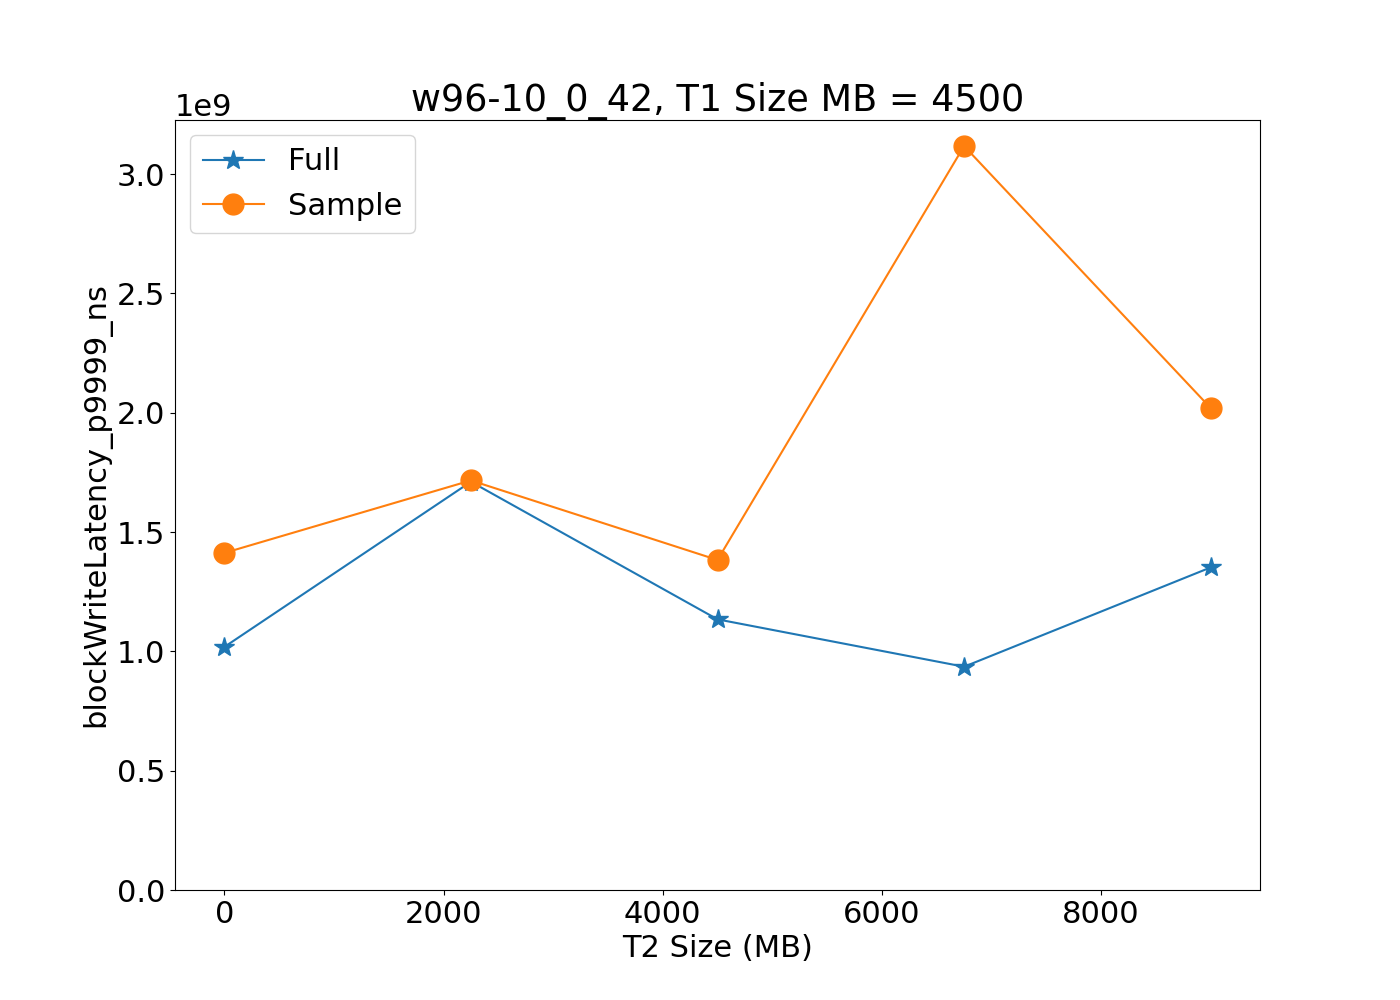 w96-10_0_42, T1 Size MB = 4500
1e9
Full
Sample
3.0
2.5
2.0
1.5
1.0
0.5
0.0
blockWriteLatency_p9999_ns
0 2000 4000 6000 8000
T2 Size (MB)